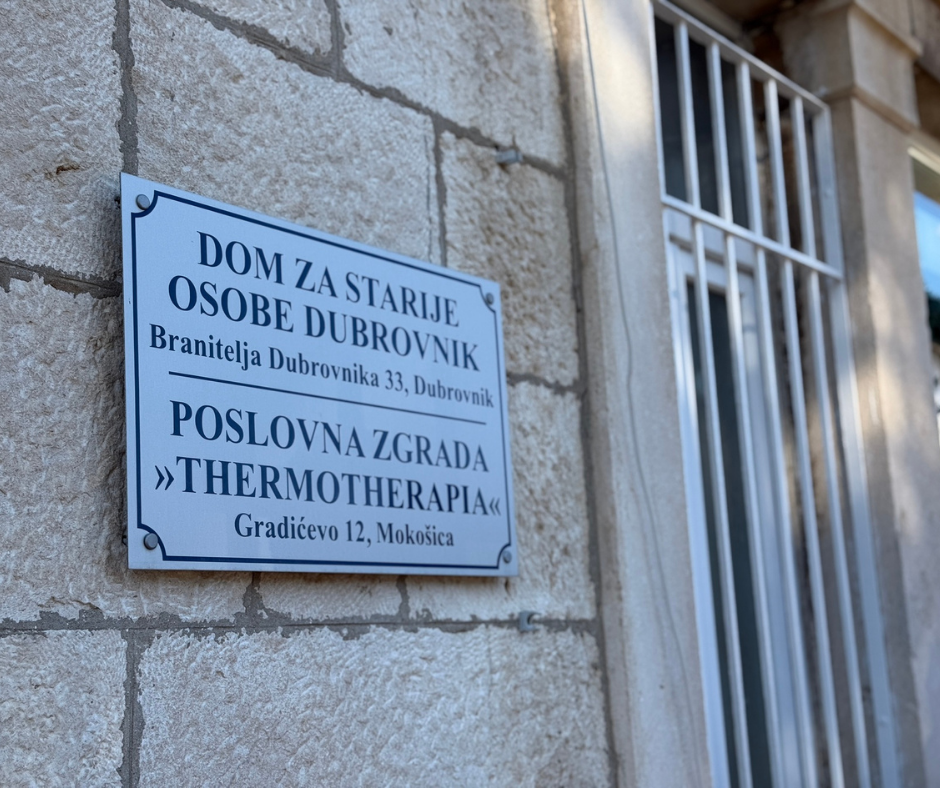 DOM ZA STARIJE
OSOBE DUBROVNIK
Branitelja Dubrovnika 33, Dubrovnik
POSLOVNA ZGRADA
»THERMOTHERAPIA«
Gradićevo 12, Mokošica